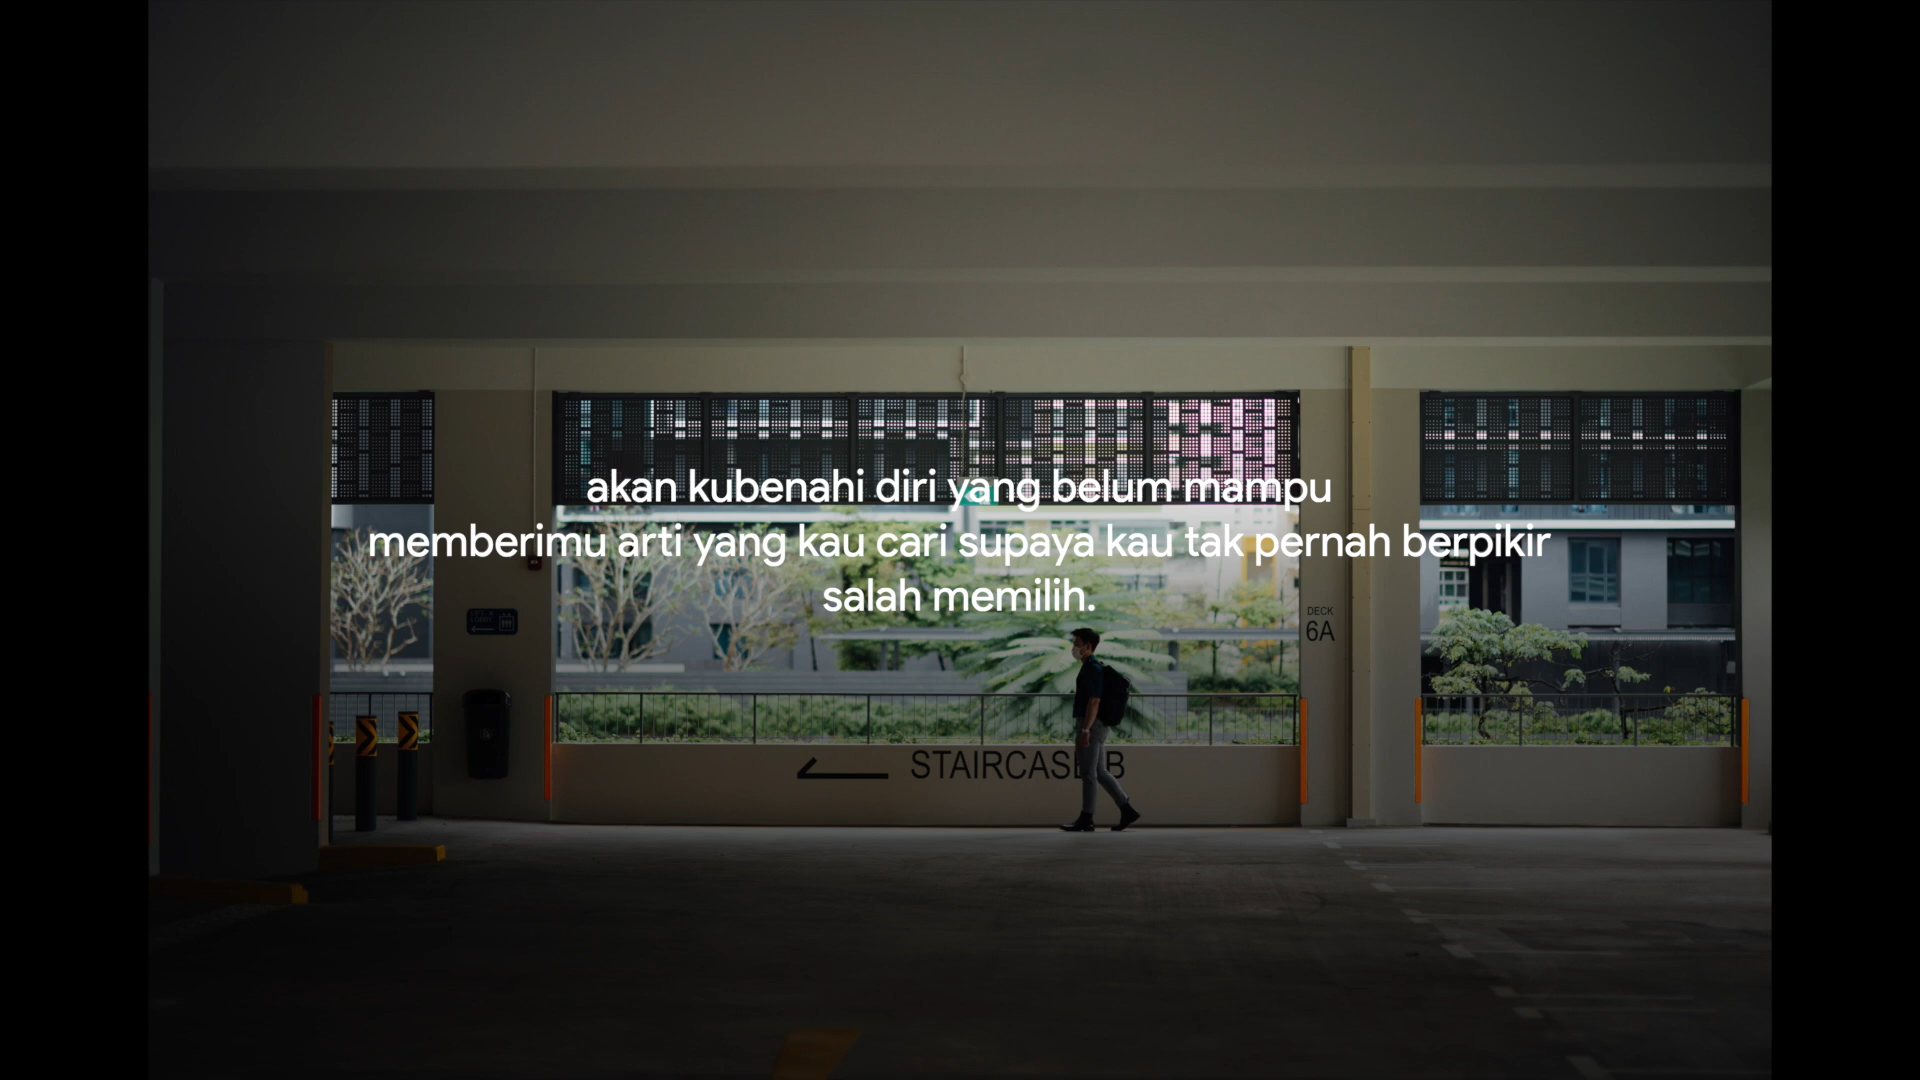 akan kubenahi diri yang belum mampu
memberimu arti yang kau cari supaya kau tak pernah berpikir
salah memilih.
DECK
6A
STAIRCASE B